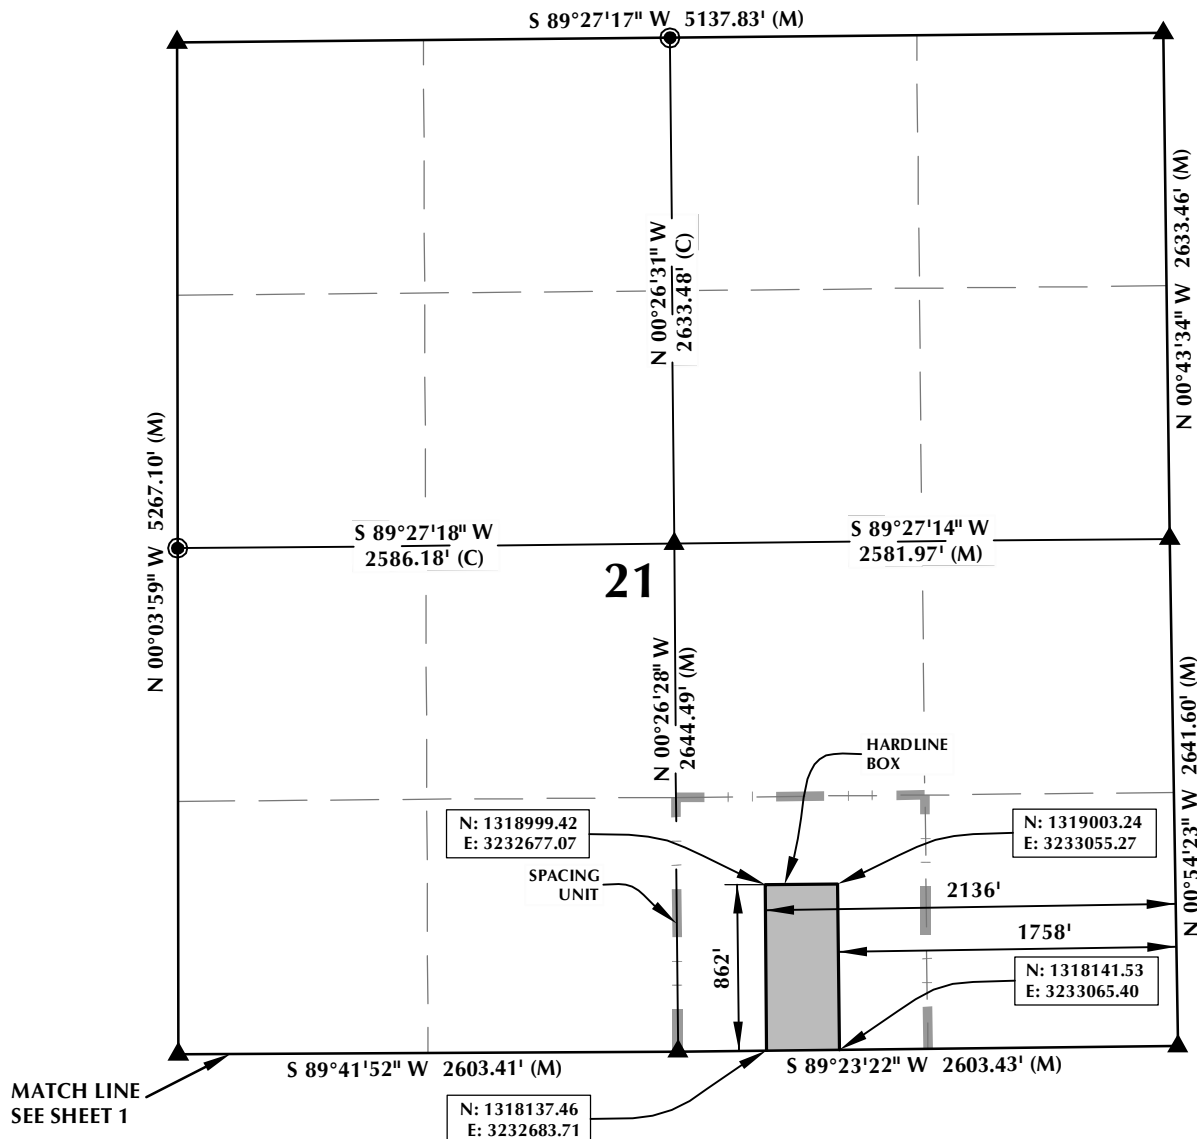 S 89°27'17" W 5137.83' (M)
N 00°26'31" W
2633.48' (C)
N 00°43'34" W 2633.46' (M)
N 00°03'59" W 5267.10' (M)
S 89°27'18" W
2586.18' (C)
S 89°27'14" W
2581.97' (M)
21
N 00°26'28" W
2644.49' (M)
N 00°54'23" W 2641.60' (M)
HARDLINE
BOX
N: 1318999.42
E: 3232677.07
N: 1319003.24
E: 3233055.27
SPACING
UNIT
2136'
1758'
862'
N: 1318141.53
E: 3233065.40
S 89°41'52" W 2603.41' (M)
S 89°23'22" W 2603.43' (M)
MATCH LINE
SEE SHEET 1
N: 1318137.46
E: 3232683.71